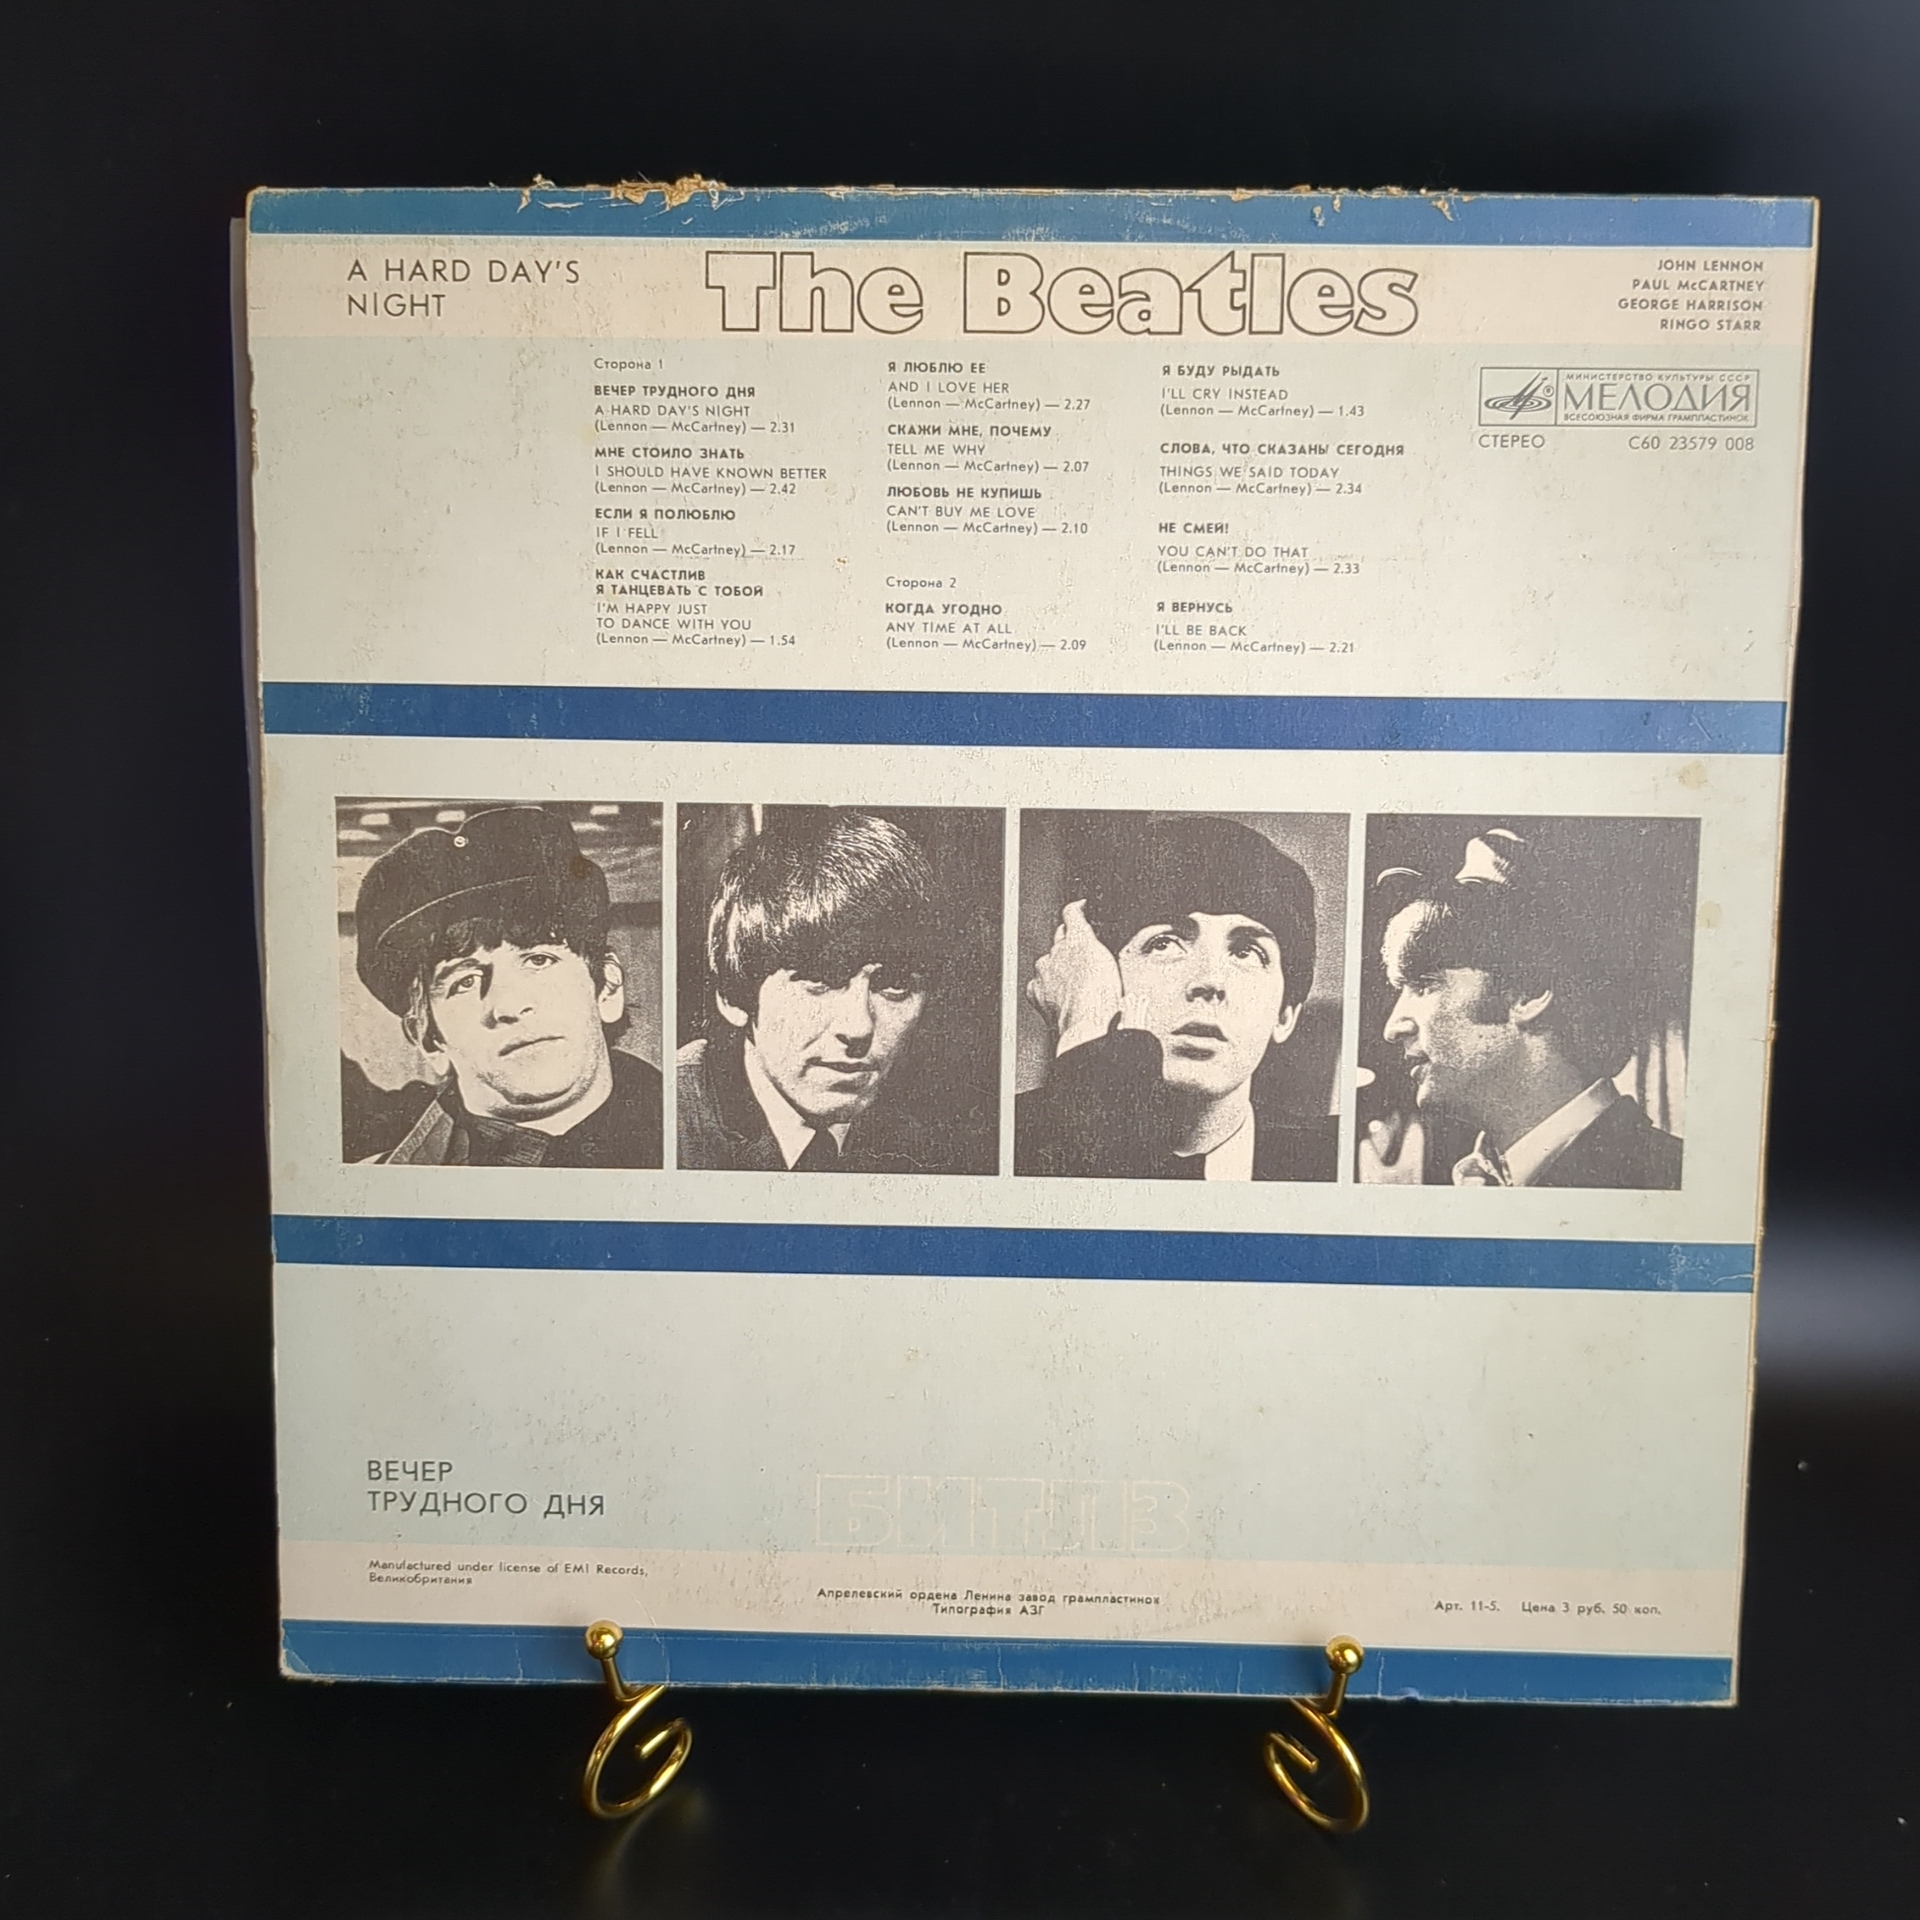 A HARD DAY'S
NIGHT
The Beatles
JOHN LENNON
PAUL McCARTNEY
GEORGE HARRISON
RINGO STARR
Сторона 1
ВЕЧЕР ТРУДНОГО ДНЯ
A HARD DAY'S NIGHT
(Lennon — McCartney) — 2.31
МНЕ СТОИЛО ЗНАТЬ
I SHOULD HAVE KNOWN BETTER
(Lennon — McCartney) — 2.42
ЕСЛИ Я ПОЛЮБЛЮ
IF I FELL
(Lennon — McCartney) — 2.17
КАК СЧАСТЛИВ
Я ТАНЦЕВАТЬ С ТОБОЙ
I'M HAPPY JUST
TO DANCE WITH YOU
(Lennon — McCartney) — 1.54
Я ЛЮБЛЮ ЕЕ
AND I LOVE HER
(Lennon — McCartney) — 2.27
СКАЖИ МНЕ, ПОЧЕМУ
TELL ME WHY
(Lennon — McCartney) — 2.07
ЛЮБОВЬ НЕ КУПИШЬ
CAN'T BUY ME LOVE
(Lennon — McCartney) — 2.10
Сторона 2
КОГДА УГОДНО
ANY TIME AT ALL
(Lennon — McCartney) — 2.09
Я БУДУ РЫДАТЬ
I'LL CRY INSTEAD
(Lennon — McCartney) — 1.43
СЛОВА, ЧТО СКАЗАНЫ СЕГОДНЯ
THINGS WE SAID TODAY
(Lennon — McCartney) — 2.34
НЕ СМЕЙ!
YOU CAN'T DO THAT
(Lennon — McCartney) — 2.33
Я ВЕРНУСЬ
I'LL BE BACK
(Lennon — McCartney) — 2.21
МИНИСТЕРСТВО КУЛЬТУРЫ СССР
МЕЛОДИЯ
ВСЕСОЮЗНАЯ ФИРМА ГРАМПЛАСТИНОК
СТЕРЕО С60 23579 008
ВЕЧЕР
ТРУДНОГО ДНЯ
БИТЛЗ
Manufactured under license of EMI Records,
Великобритания
Апрелевский ордена Ленина завод грампластинок
Типография АЗГ
Арт. 11-5. Цена 3 руб. 50 коп.